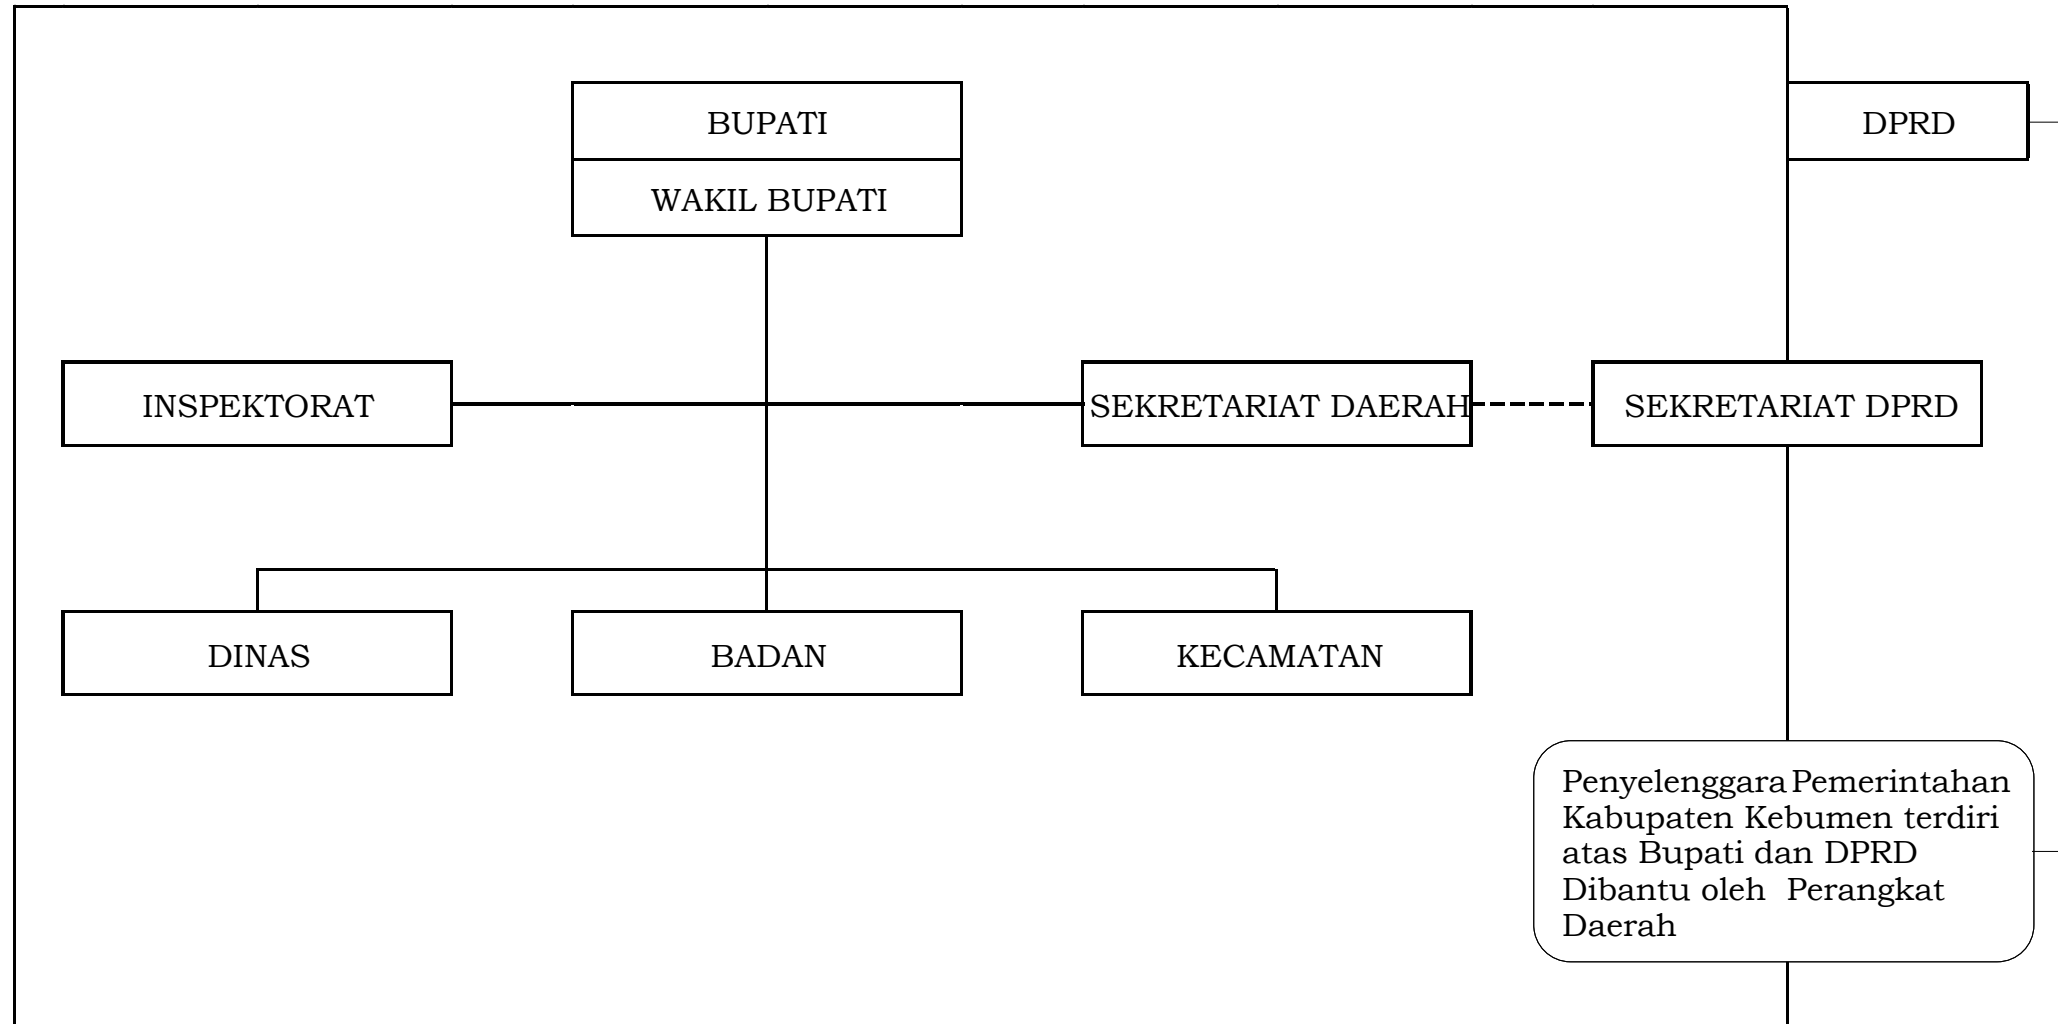 BUPATI
DPRD
WAKIL BUPATI
INSPEKTORAT
SEKRETARIAT DAERAH
SEKRETARIAT DPRD
DINAS
BADAN
KECAMATAN
Penyelenggara Pemerintahan
Kabupaten Kebumen terdiri
atas Bupati dan DPRD
Dibantu oleh Perangkat
Daerah